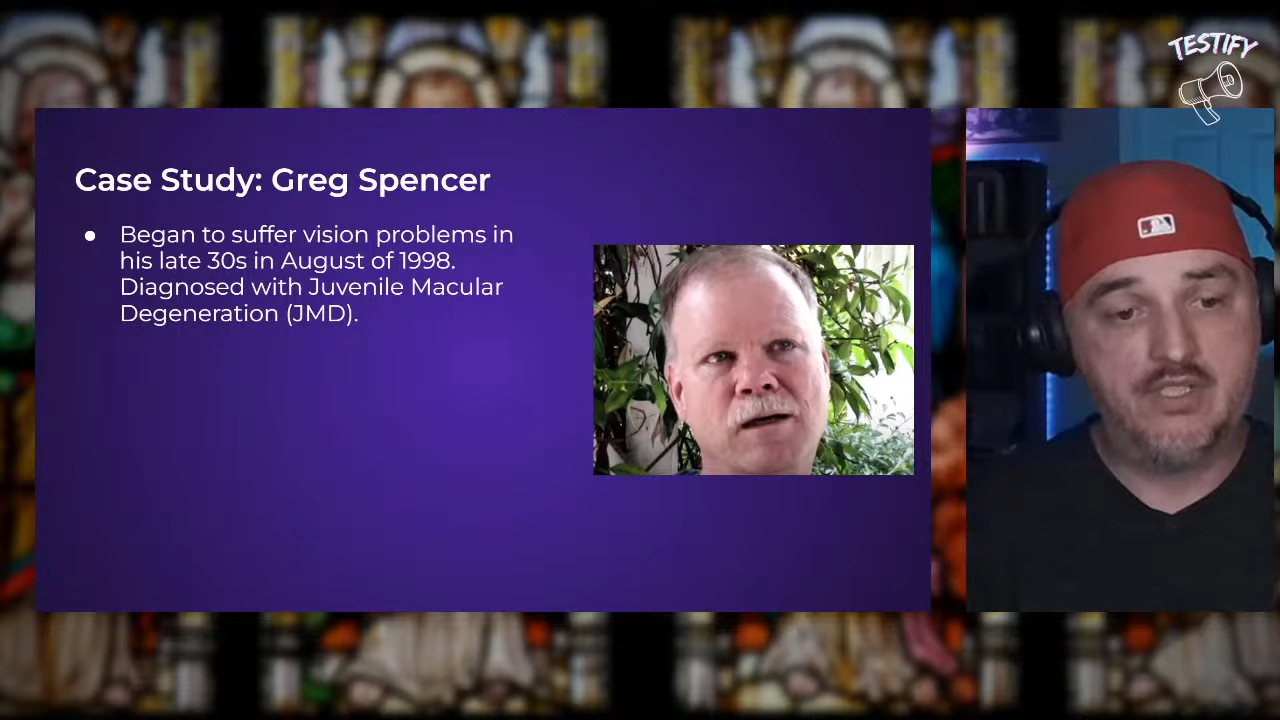 TESTIFY
Case Study: Greg Spencer
● Began to suffer vision problems in
his late 30s in August of 1998.
Diagnosed with Juvenile Macular
Degeneration (JMD).